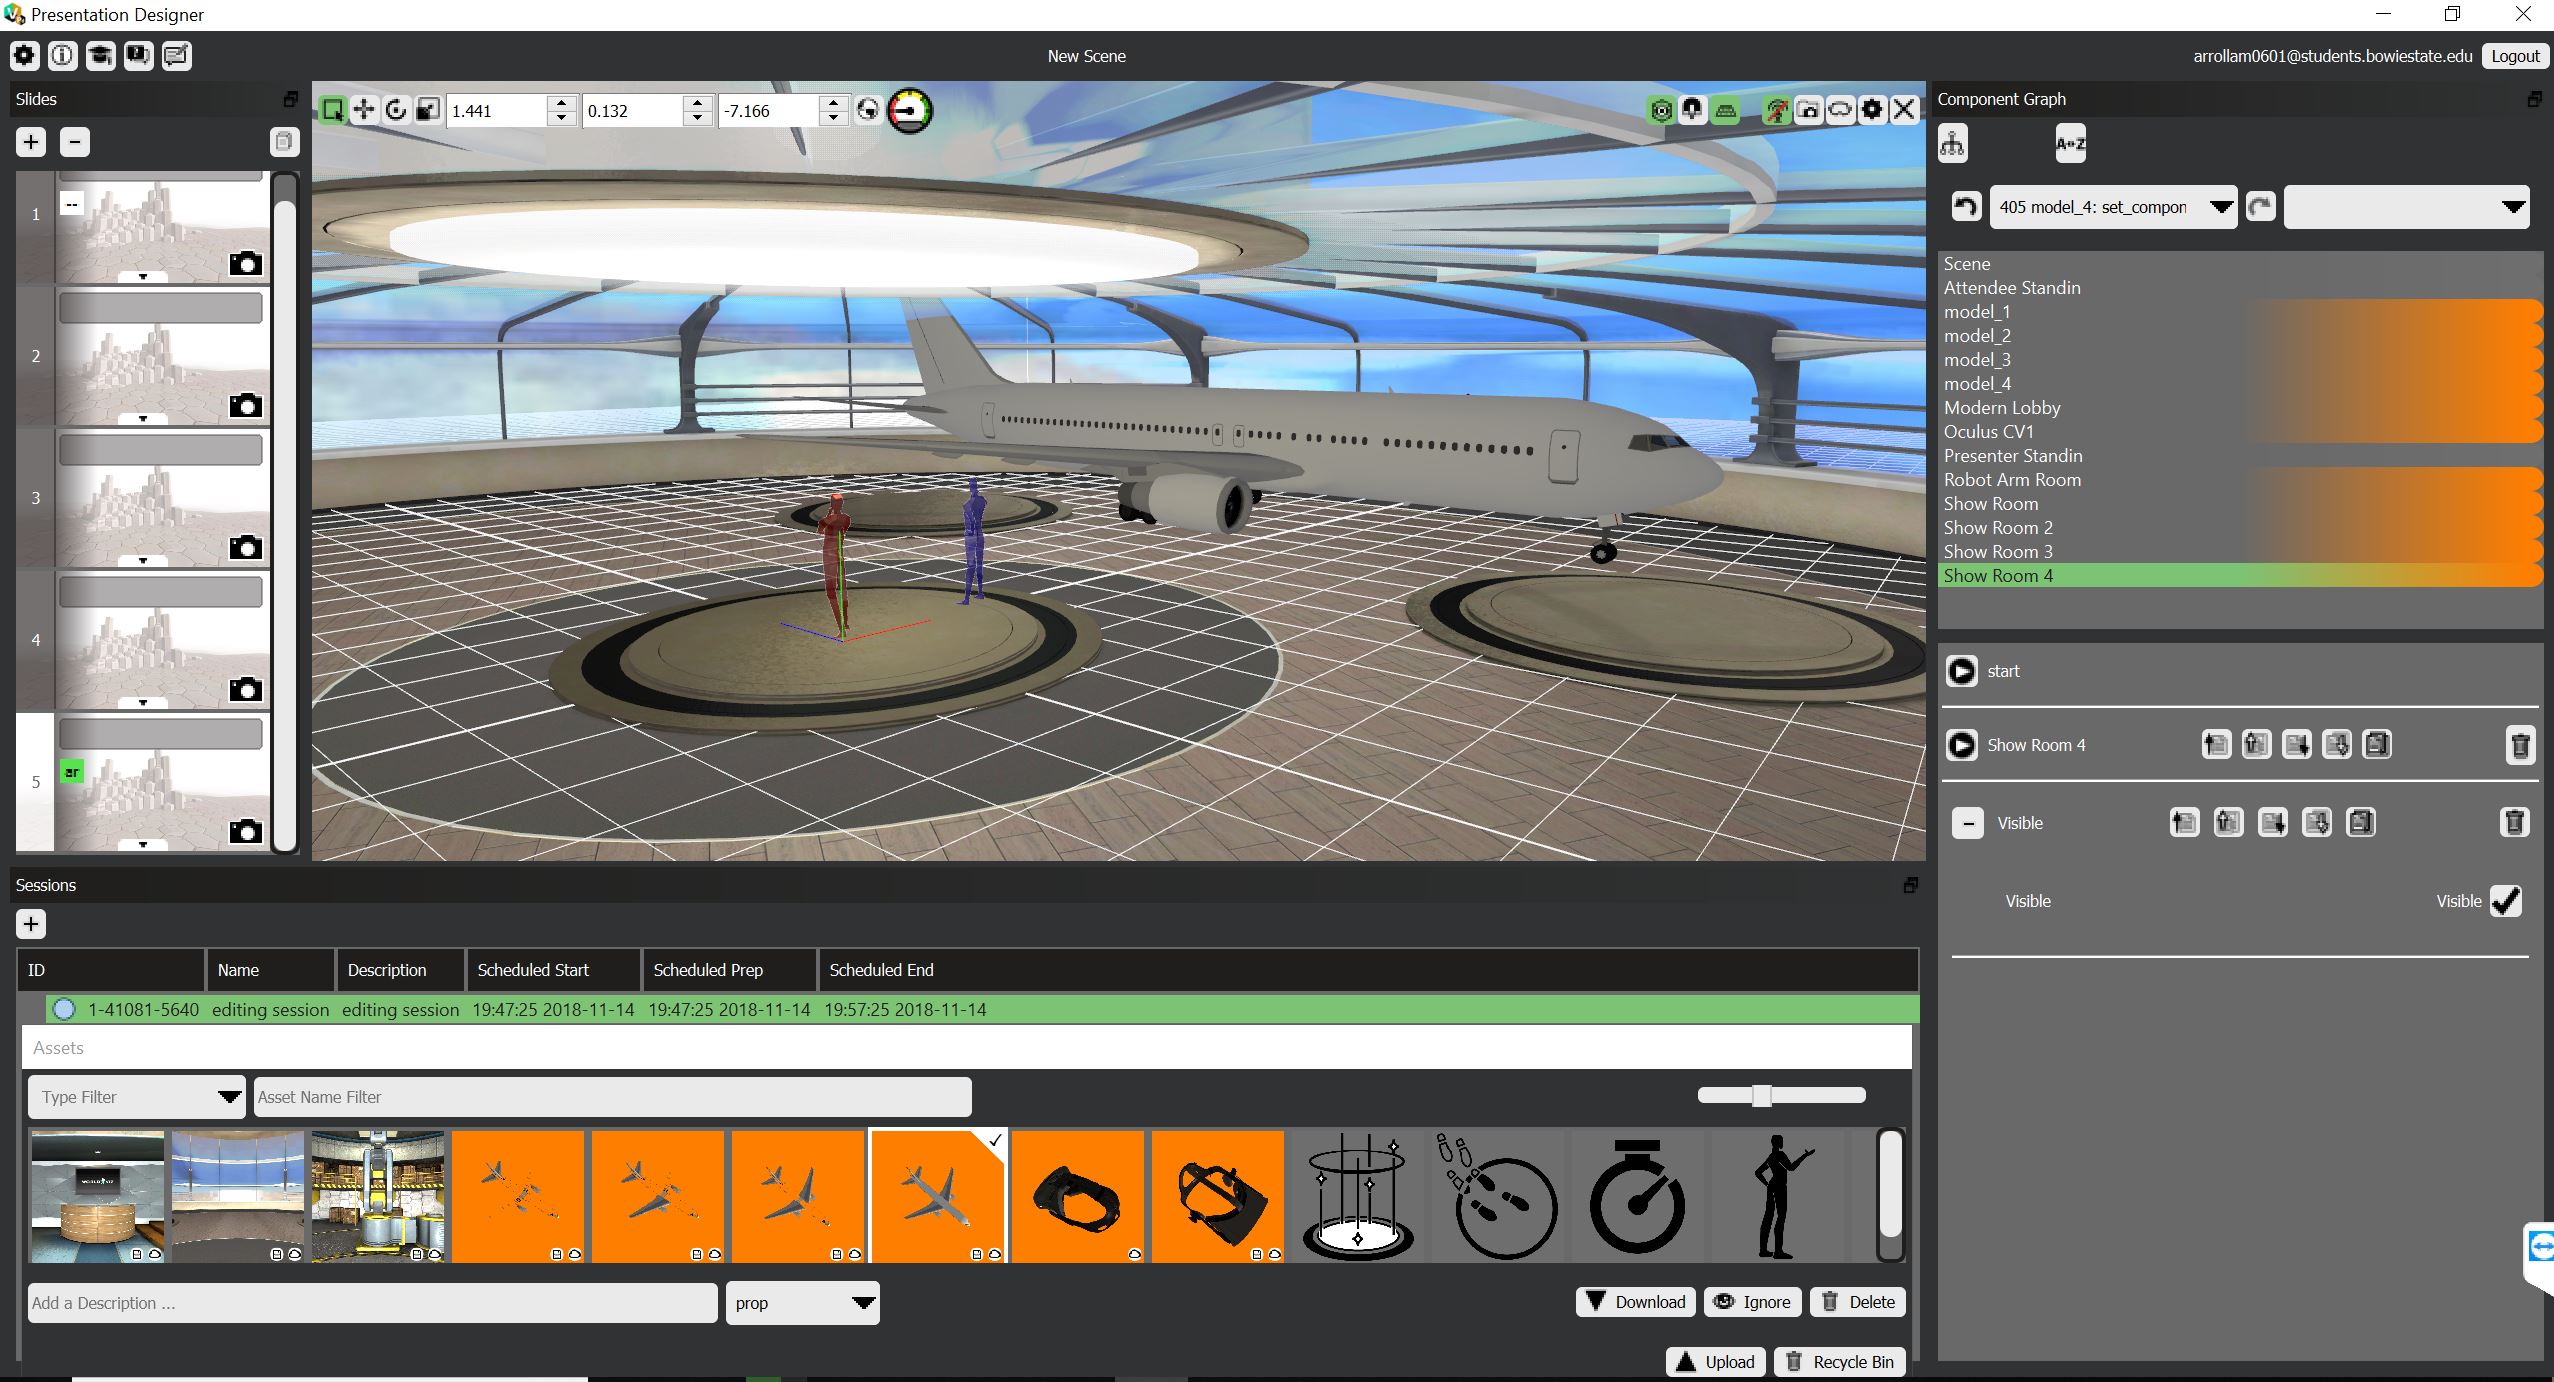 Presentation Designer
New Scene
arrollam0601@students.bowiestate.edu
Logout
Slides
1.441
0.132
-7.166
Component Graph
A↔Z
405 model_4: set_compon
1
--
2
3
4
5
ar
Scene
Attendee Standin
model_1
model_2
model_3
model_4
Modern Lobby
Oculus CV1
Presenter Standin
Robot Arm Room
Show Room
Show Room 2
Show Room 3
Show Room 4
start
Show Room 4
Visible
Visible
Visible
Sessions
ID Name Description Scheduled Start Scheduled Prep Scheduled End
1-41081-5640 editing session editing session 19:47:25 2018-11-14 19:47:25 2018-11-14 19:57:25 2018-11-14
Assets
Type Filter
Asset Name Filter
Add a Description ...
prop
Download
Ignore
Delete
Upload
Recycle Bin